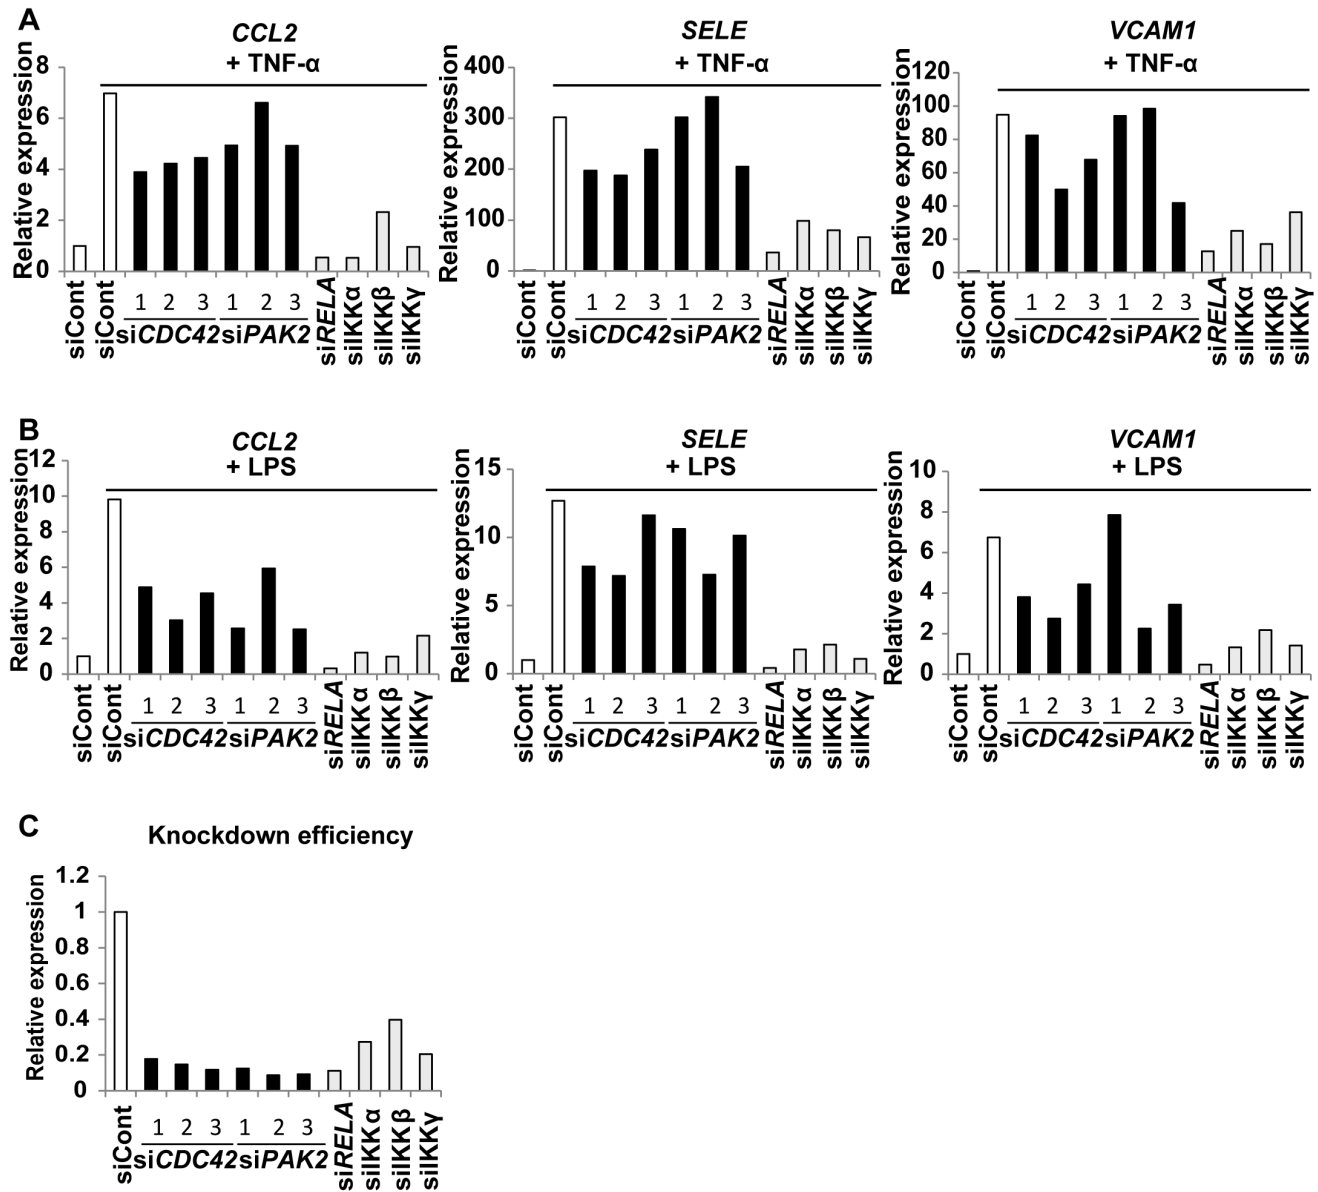 A
CCL2 SELE VCAM1
+ TNF-α + TNF-α + TNF-α
Relative expression
8
6
4
2
0
siCont siCont 1 2 3 1 2 3 siRELA siIKKα siIKKβ siIKKγ
siCDC42 siPAK2
Relative expression
400
300
200
100
0
siCont siCont 1 2 3 1 2 3 siRELA siIKKα siIKKβ siIKKγ
siCDC42 siPAK2
Relative expression
120
100
80
60
40
20
0
siCont siCont 1 2 3 1 2 3 siRELA siIKKα siIKKβ siIKKγ
siCDC42 siPAK2
B
CCL2 SELE VCAM1
+ LPS + LPS + LPS
Relative expression
12
10
8
6
4
2
0
siCont siCont 1 2 3 1 2 3 siRELA siIKKα siIKKβ siIKKγ
siCDC42 siPAK2
Relative expression
15
10
5
0
siCont siCont 1 2 3 1 2 3 siRELA siIKKα siIKKβ siIKKγ
siCDC42 siPAK2
Relative expression
10
8
6
4
2
0
siCont siCont 1 2 3 1 2 3 siRELA siIKKα siIKKβ siIKKγ
siCDC42 siPAK2
C
Knockdown efficiency
Relative expression
1.2
1
0.8
0.6
0.4
0.2
0
siCont 1 2 3 1 2 3 siRELA siIKKα siIKKβ siIKKγ
siCDC42 siPAK2